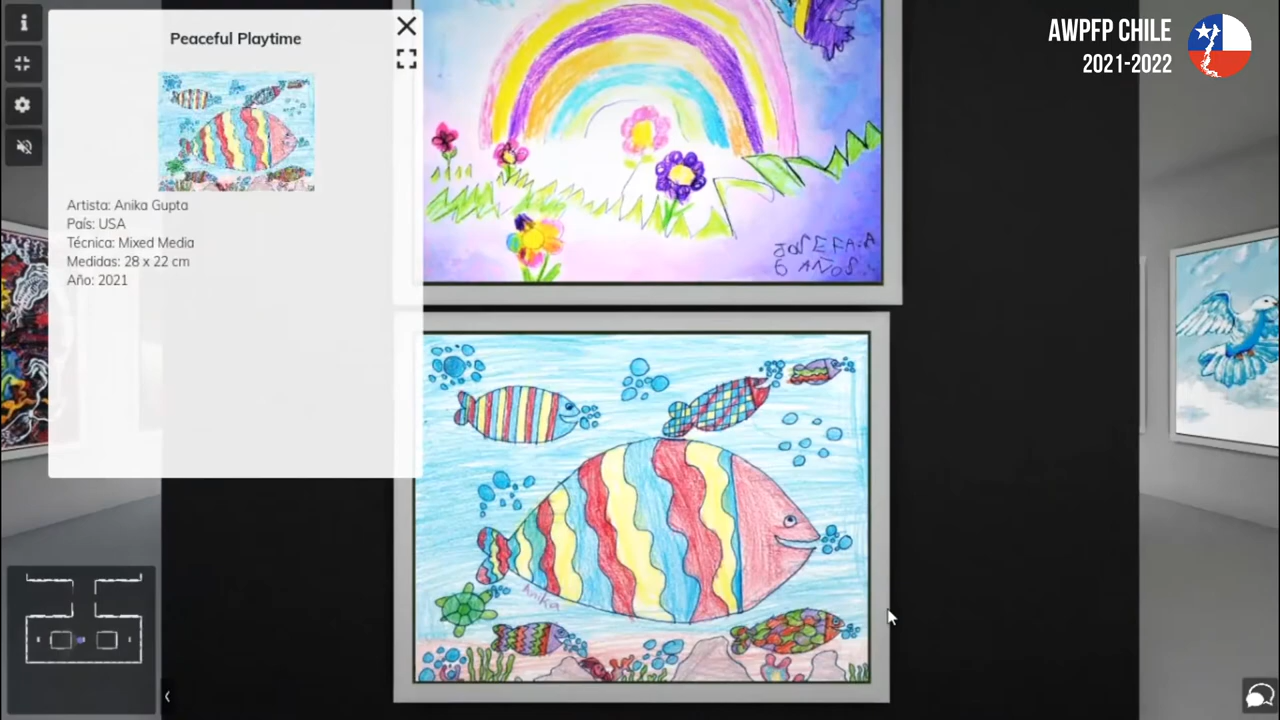 Peaceful Playtime
Artista: Anika Gupta
País: USA
Técnica: Mixed Media
Medidas: 28 x 22 cm
Año: 2021
AWPFP CHILE
2021-2022
JOSEFA.A
6 AÑOS.
Anika